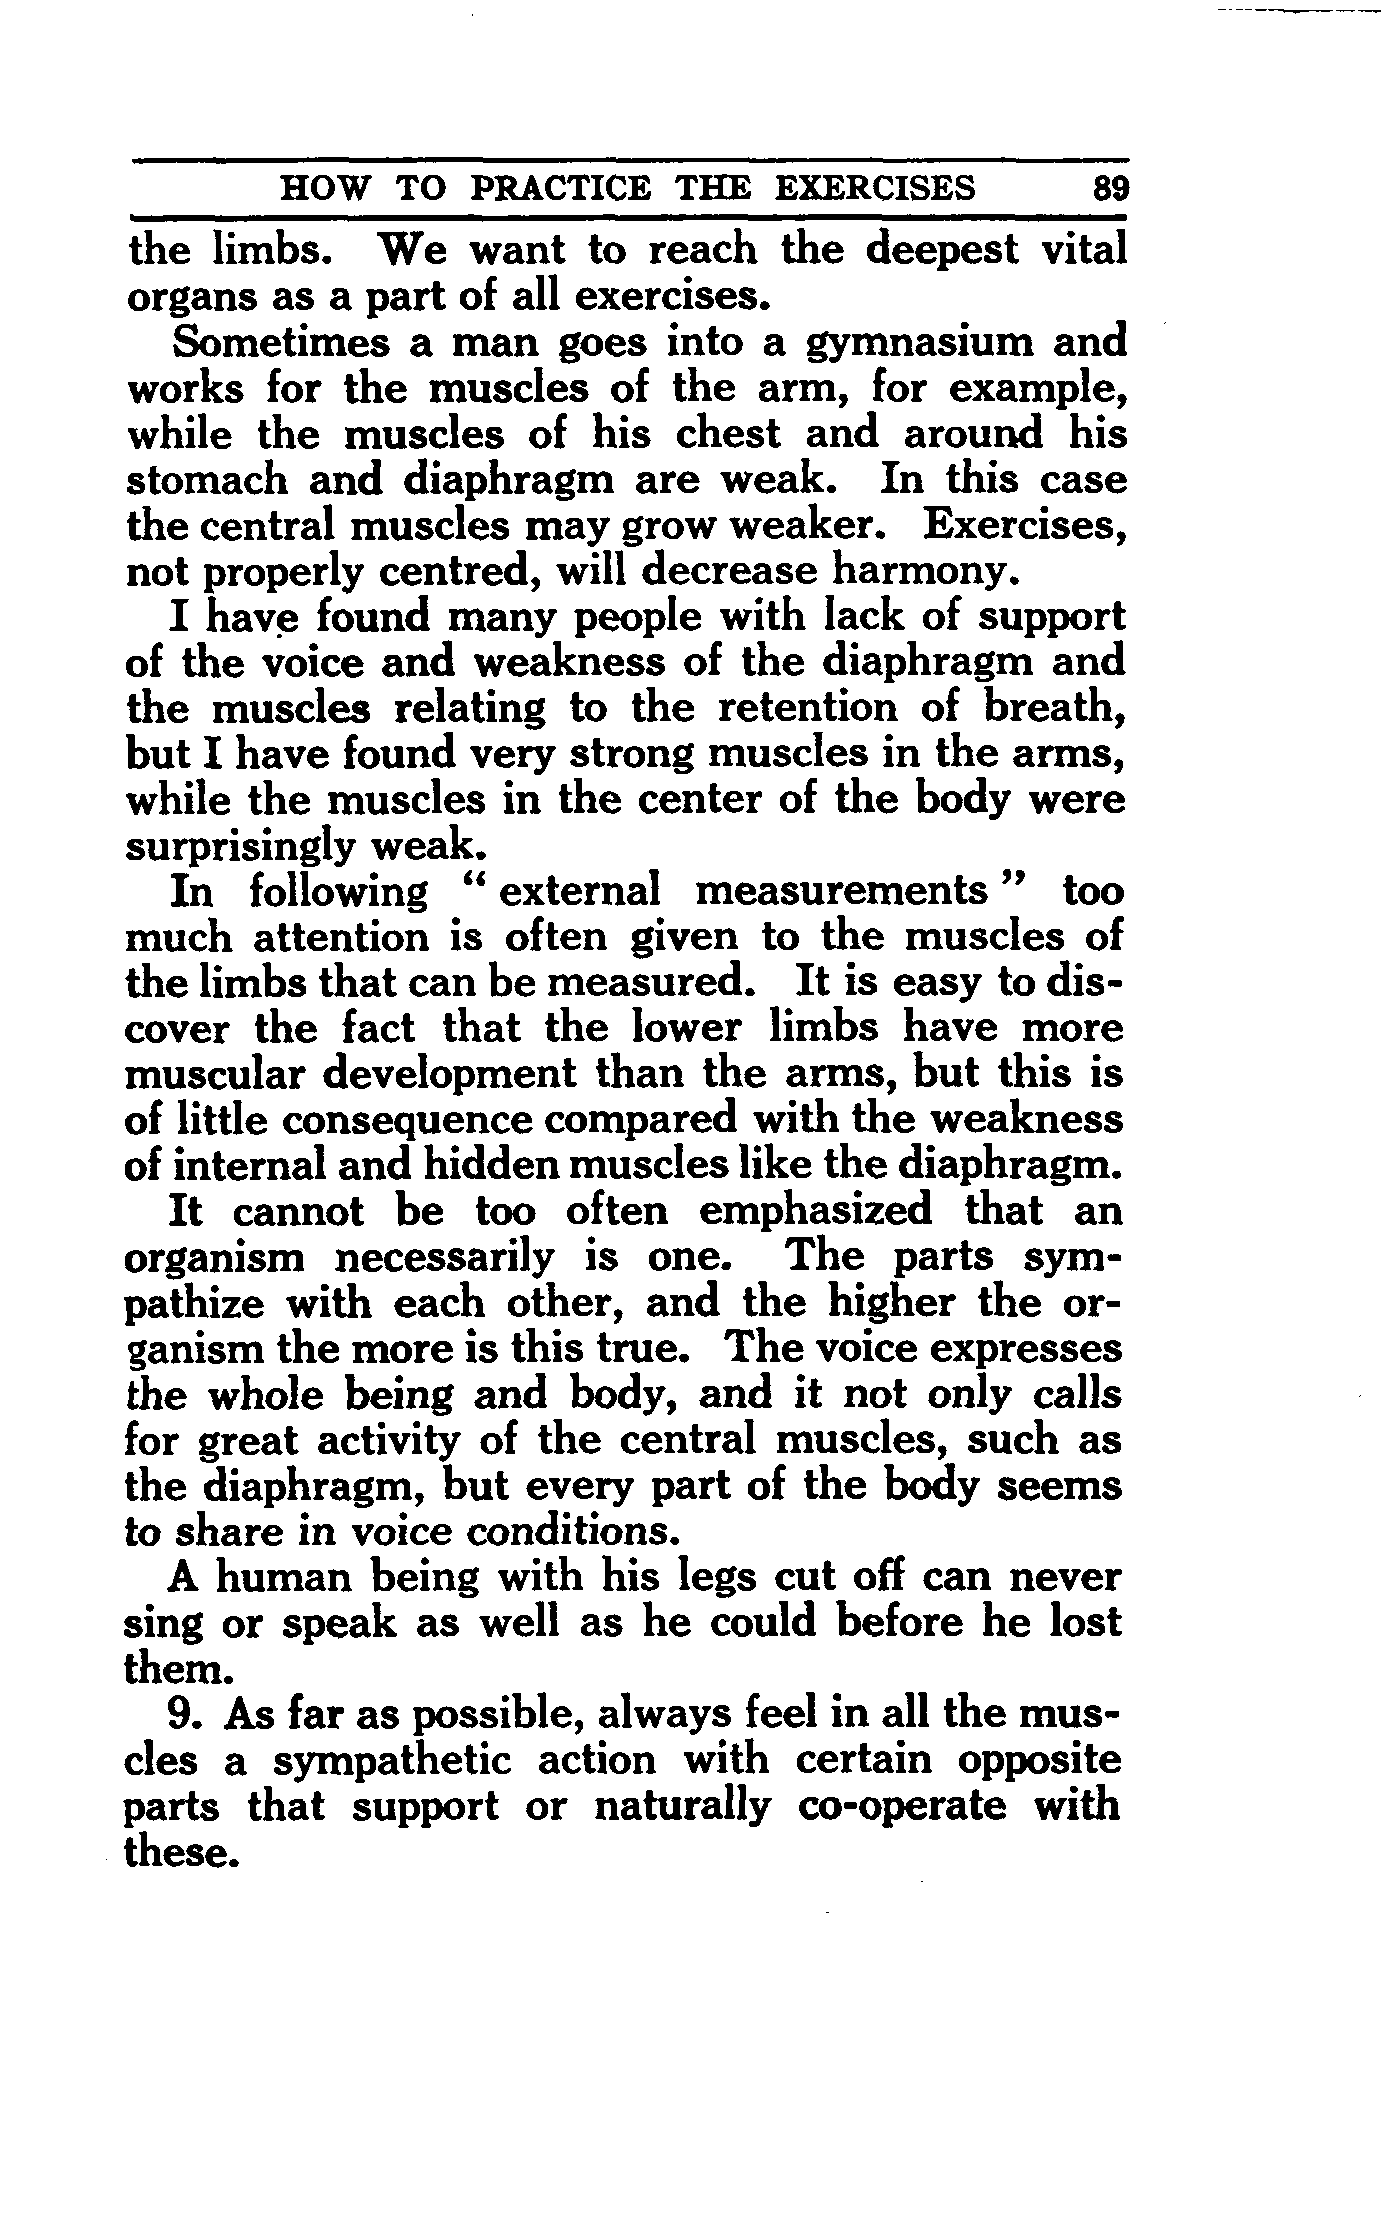 HOW TO PRACTICE THE EXERCISES 89
the limbs. We want to reach the deepest vital
organs as a part of all exercises.
Sometimes a man goes into a gymnasium and
works for the muscles of the arm, for example,
while the muscles of his chest and around his
stomach and diaphragm are weak. In this case
the central muscles may grow weaker. Exercises,
not properly centred, will decrease harmony.
I have found many people with lack of support
of the voice and weakness of the diaphragm and
the muscles relating to the retention of breath,
but I have found very strong muscles in the arms,
while the muscles in the center of the body were
surprisingly weak.
In following “ external measurements ” too
much attention is often given to the muscles of
the limbs that can be measured. It is easy to dis-
cover the fact that the lower limbs have more
muscular development than the arms, but this is
of little consequence compared with the weakness
of internal and hidden muscles like the diaphragm.
It cannot be too often emphasized that an
organism necessarily is one. The parts sym-
pathize with each other, and the higher the or-
ganism the more is this true. The voice expresses
the whole being and body, and it not only calls
for great activity of the central muscles, such as
the diaphragm, but every part of the body seems
to share in voice conditions.
A human being with his legs cut off can never
sing or speak as well as he could before he lost
them.
9. As far as possible, always feel in all the mus-
cles a sympathetic action with certain opposite
parts that support or naturally co-operate with
these.